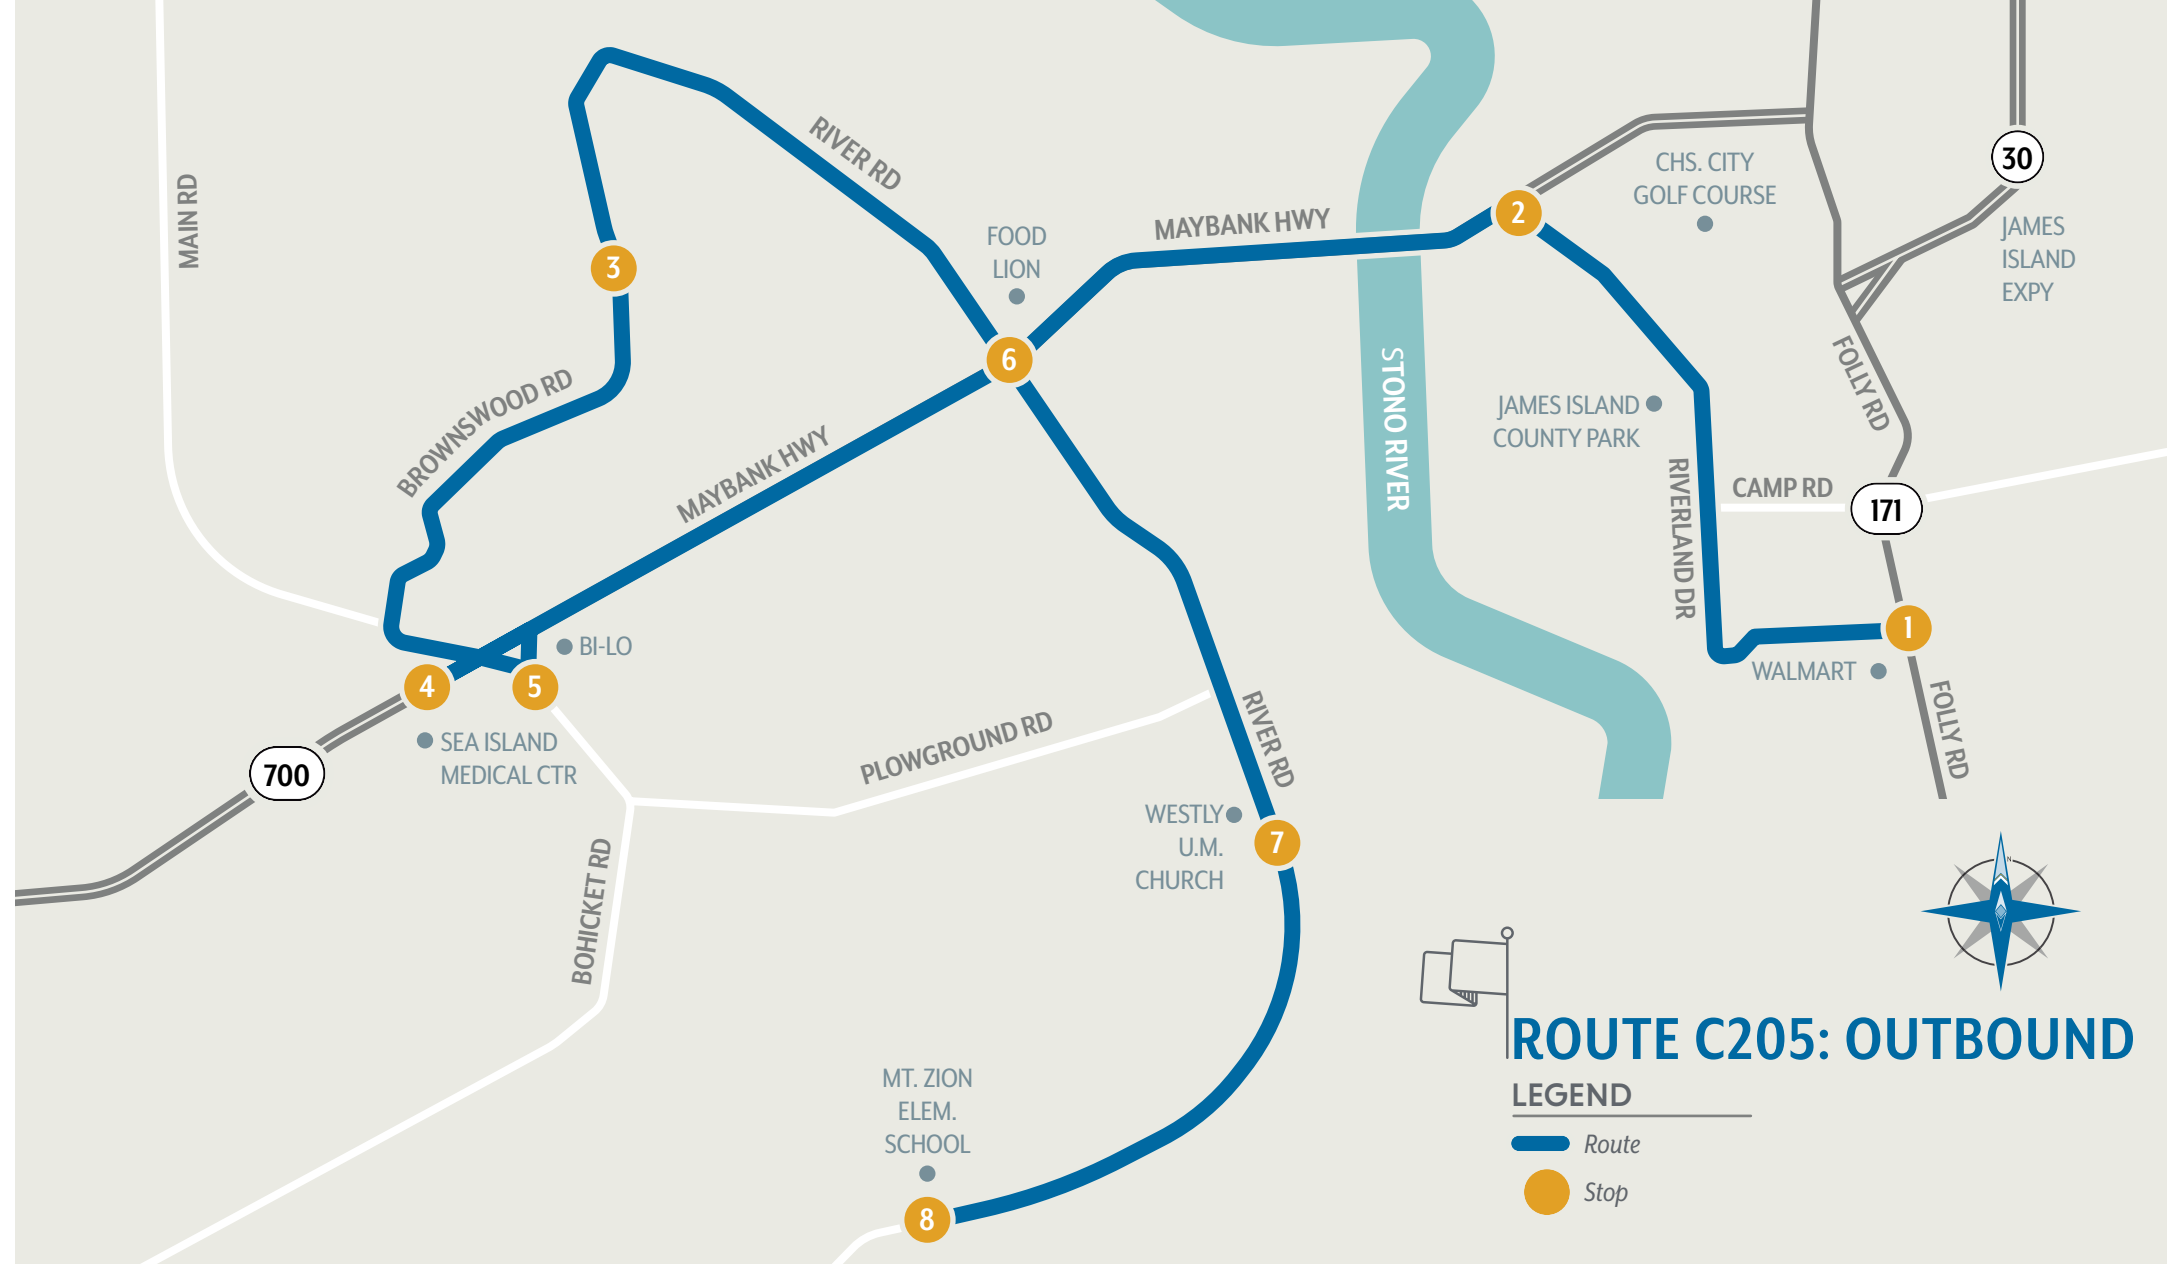 MAIN RD
RIVER RD
3
BROWNSWOOD RD
FOOD
LION
6
MAYBANK HWY
MAYBANK HWY
2
CHS. CITY
GOLF COURSE
30
JAMES
ISLAND
EXPY
FOLLY RD
STONO RIVER
JAMES ISLAND
COUNTY PARK
RIVERLAND DR
CAMP RD
171
1
WALMART
FOLLY RD
BI-LO
4
5
SEA ISLAND
MEDICAL CTR
700
PLOWGROUND RD
RIVER RD
BOHICKET RD
WESTLY
U.M.
CHURCH
7
MT. ZION
ELEM.
SCHOOL
8
N
ROUTE C205: OUTBOUND
LEGEND
Route
Stop